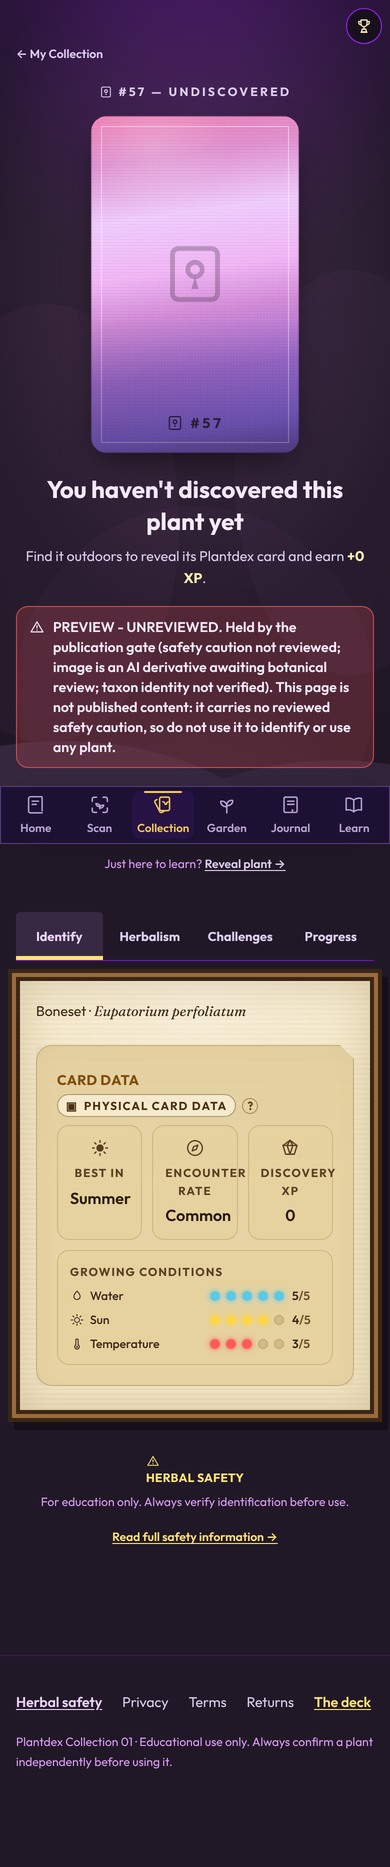 ← My Collection
#57 — UNDISCOVERED
#57
You haven't discovered this
plant yet
Find it outdoors to reveal its Plantdex card and earn +0
XP.
PREVIEW - UNREVIEWED. Held by the
publication gate (safety caution not reviewed;
image is an AI derivative awaiting botanical
review; taxon identity not verified). This page is
not published content: it carries no reviewed
safety caution, so do not use it to identify or use
any plant.
Home Scan Collection Garden Journal Learn
Just here to learn? Reveal plant →
Identify Herbalism Challenges Progress
Boneset · Eupatorium perfoliatum
CARD DATA
PHYSICAL CARD DATA ?
BEST IN
Summer
ENCOUNTER
RATE
Common
DISCOVERY
XP
0
GROWING CONDITIONS
Water 5/5
Sun 4/5
Temperature 3/5
HERBAL SAFETY
For education only. Always verify identification before use.
Read full safety information →
Herbal safety Privacy Terms Returns The deck
Plantdex Collection 01 · Educational use only. Always confirm a plant
independently before using it.